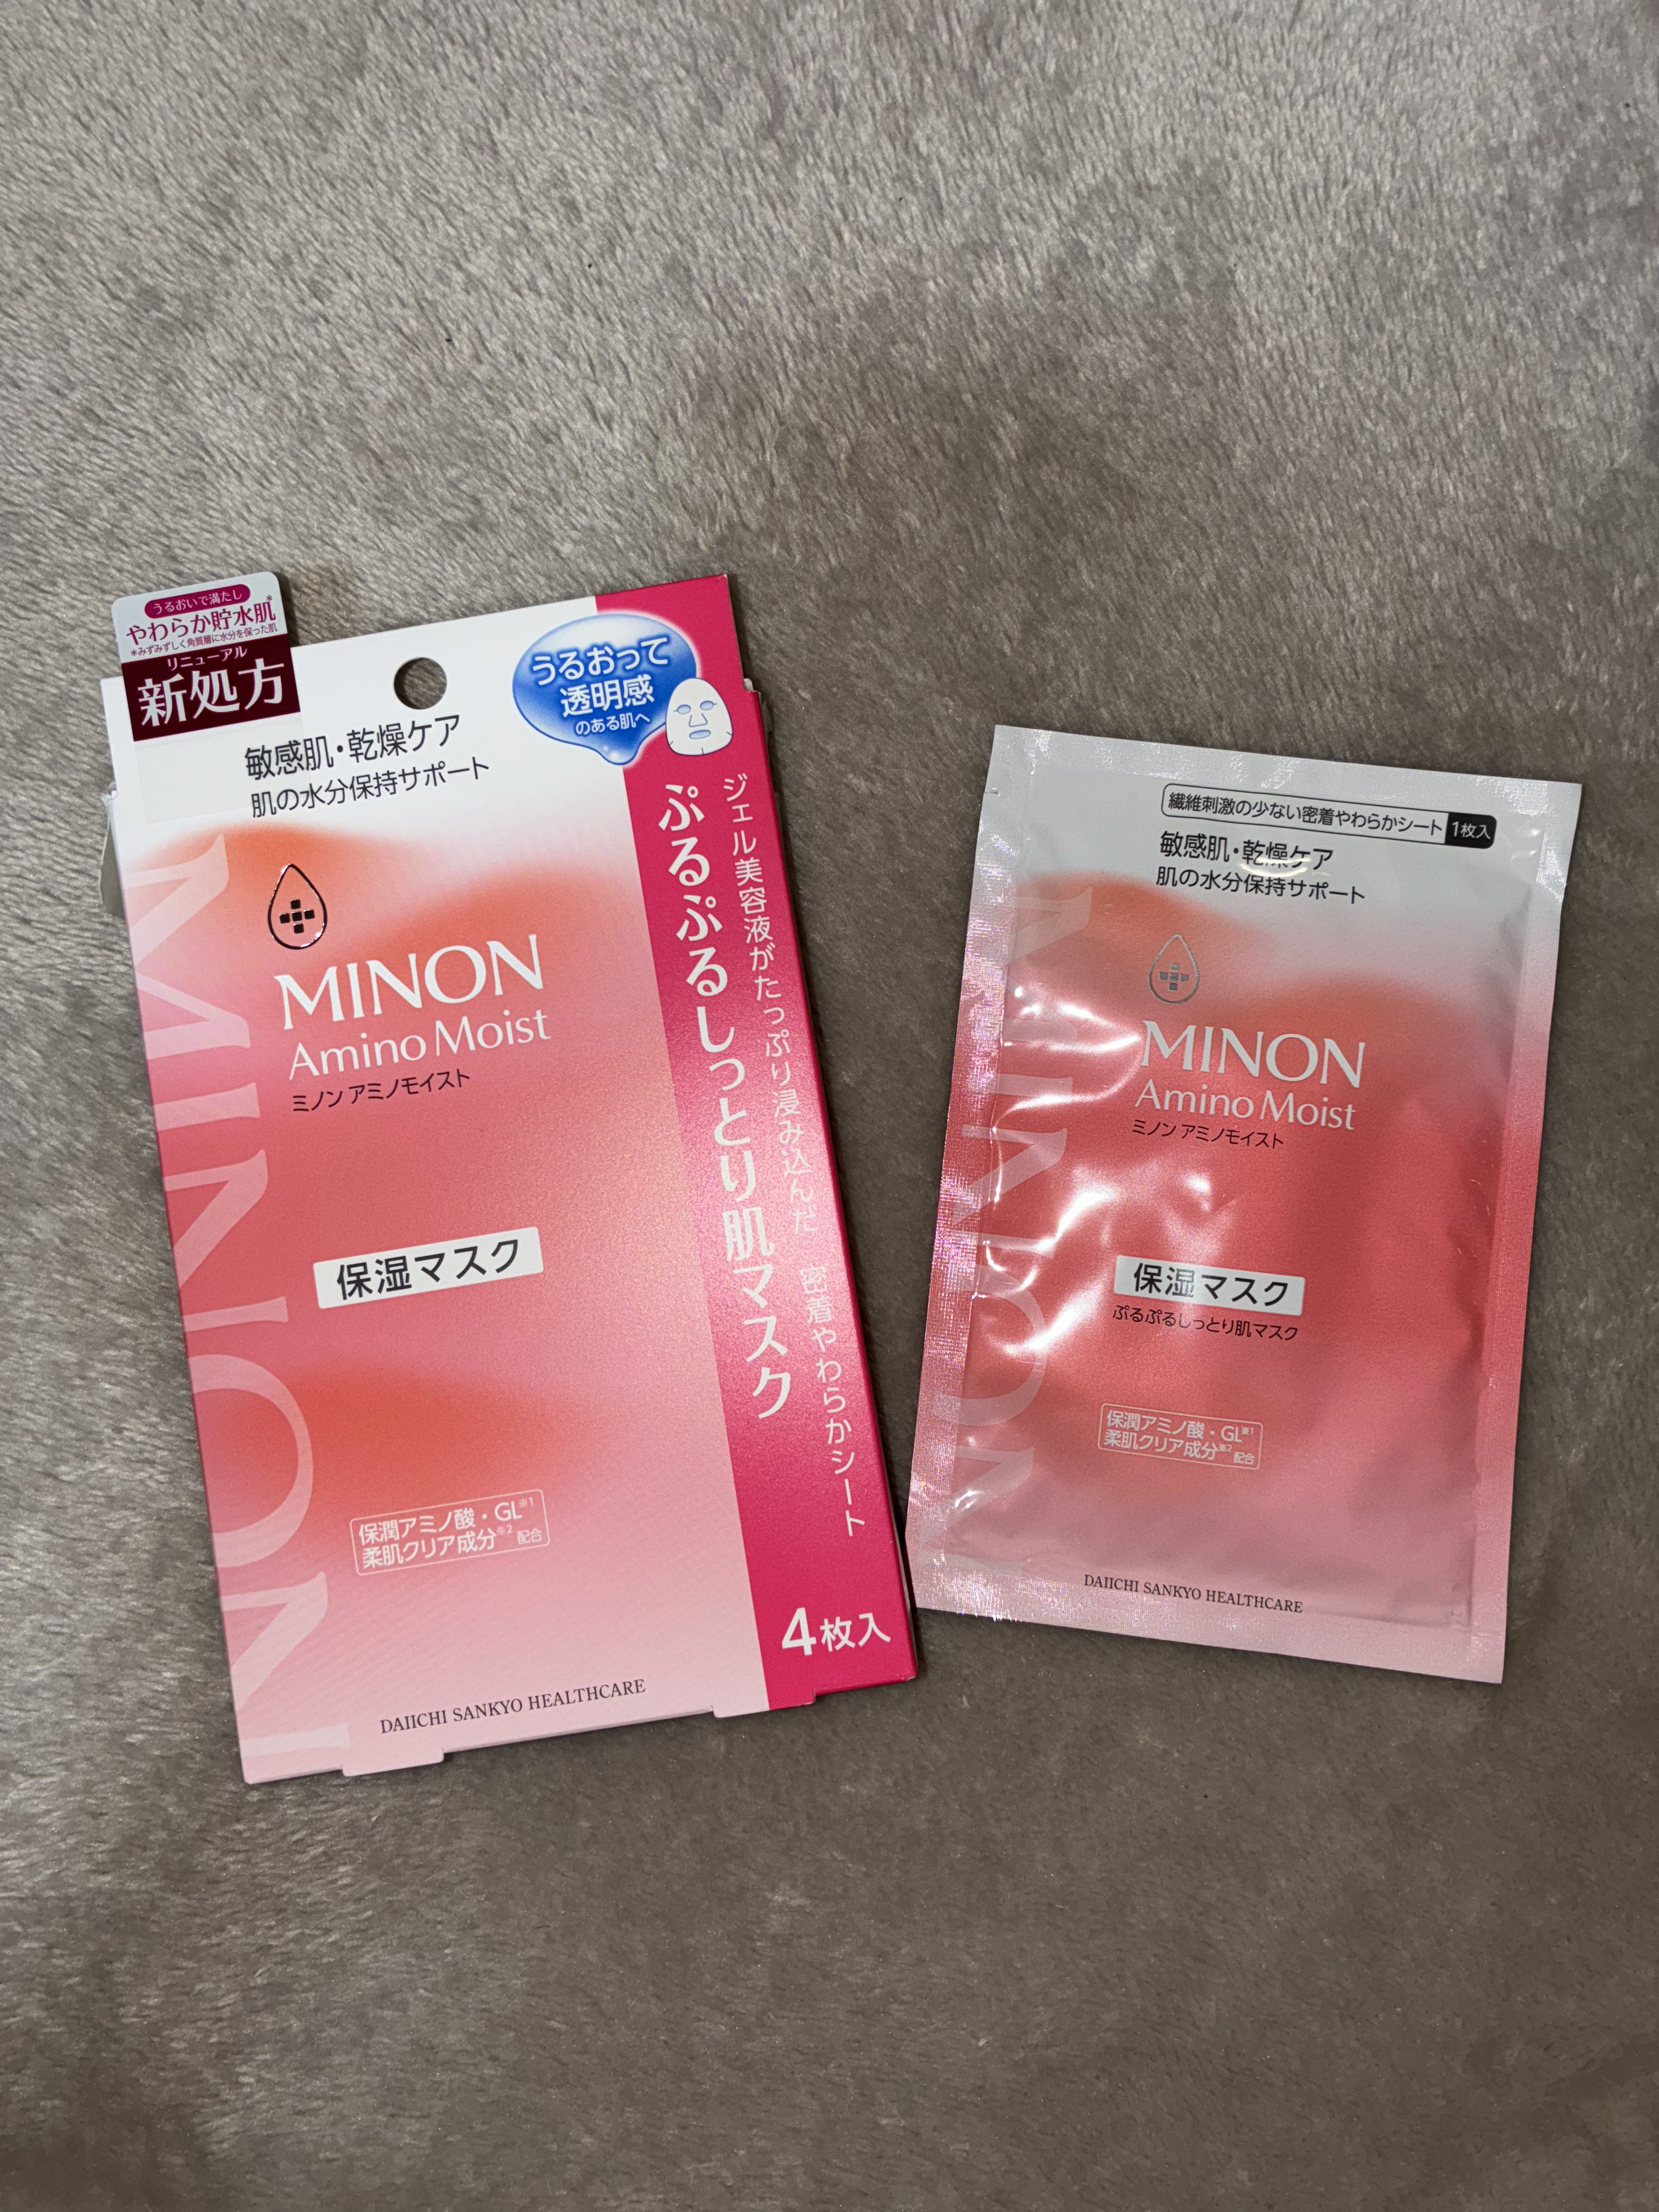 うるおいで満たし
やわらか貯水肌*
*みずみずしく角質層に水分を保った肌
リニューアル
新処方
うるおって
透明感
のある肌へ
敏感肌・乾燥ケア
肌の水分保持サポート
MINON
Amino Moist
ミノン アミノモイスト
保湿マスク
保潤アミノ酸・GL※1
柔肌クリア成分※2 配合
DAIICHI SANKYO HEALTHCARE
MINON
ジェル美容液がたっぷり浸み込んだ 密着やわらかシート
ぷるぷるしっとり肌マスク
4枚入
繊維刺激の少ない密着やわらかシート 1枚入
敏感肌・乾燥ケア
肌の水分保持サポート
MINON
Amino Moist
ミノン アミノモイスト
保湿マスク
ぷるぷるしっとり肌マスク
保潤アミノ酸・GL※1
柔肌クリア成分※2 配合
DAIICHI SANKYO HEALTHCARE
MINON